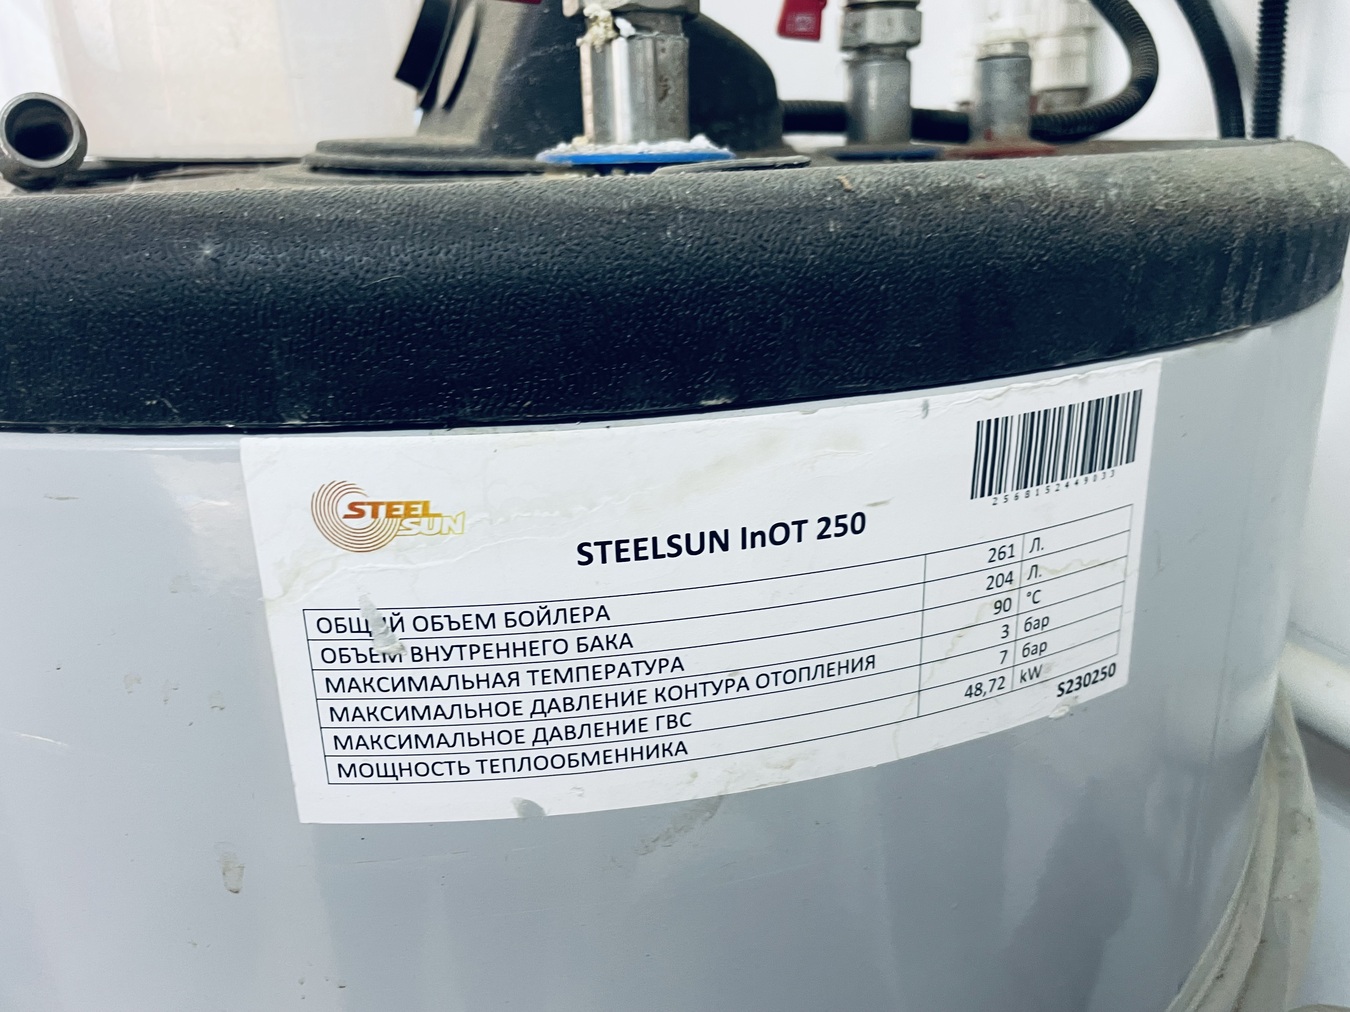 2568152449033
STEEL
SUN
STEELSUN InOT 250
ОБЩИЙ ОБЪЕМ БОЙЛЕРА 261 Л.
ОБЪЕМ ВНУТРЕННЕГО БАКА 204 Л.
МАКСИМАЛЬНАЯ ТЕМПЕРАТУРА 90 °C
МАКСИМАЛЬНОЕ ДАВЛЕНИЕ КОНТУРА ОТОПЛЕНИЯ 3 бар
МАКСИМАЛЬНОЕ ДАВЛЕНИЕ ГВС 7 бар
МОЩНОСТЬ ТЕПЛООБМЕННИКА 48,72 kW
S230250